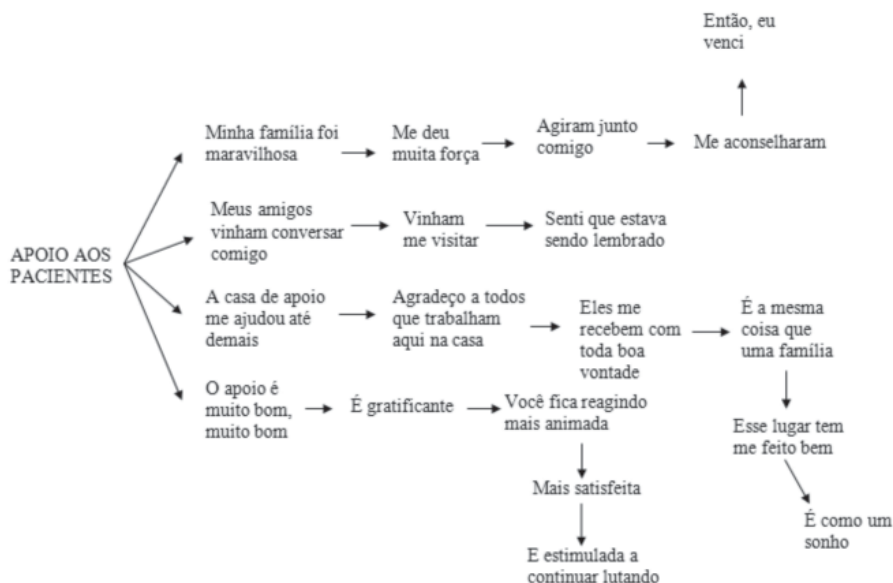 Então, eu
venci
Minha família foi
maravilhosa
Me deu
muita força
Agiram junto
comigo
Me aconselharam
Meus amigos
vinham conversar
comigo
Vinham
me visitar
Senti que estava
sendo lembrado
APOIO AOS
PACIENTES
A casa de apoio
me ajudou até
demais
Agradeço a todos
que trabalham
aqui na casa
Eles me
recebem com
toda boa
vontade
É a mesma
coisa que
uma família
O apoio é
muito bom,
muito bom
É gratificante
Você fica reagindo
mais animada
Esse lugar tem
me feito bem
Mais satisfeita
É como um
sonho
E estimulada a
continuar lutando